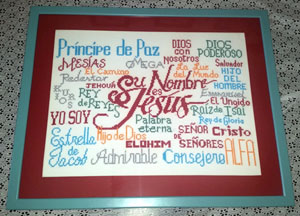 Príncipe de Paz
DIOS con nosotros
DIOS PODEROSO
MESÍAS
OMEGA
Salvador
El Camino
La Luz del Mundo
HIJO DEL HOMBRE
Redentor
JEHOVÁ
Su Nombre es Jesús
REY de REYES
El Ungido
Raíz de Isaí
YO SOY
Palabra eterna
Rey de Gloria
Estrella de Jacob
Hijo de Dios
SEÑOR de SEÑORES
Cristo
ELOHIM
ALFA
Admirable
Consejero